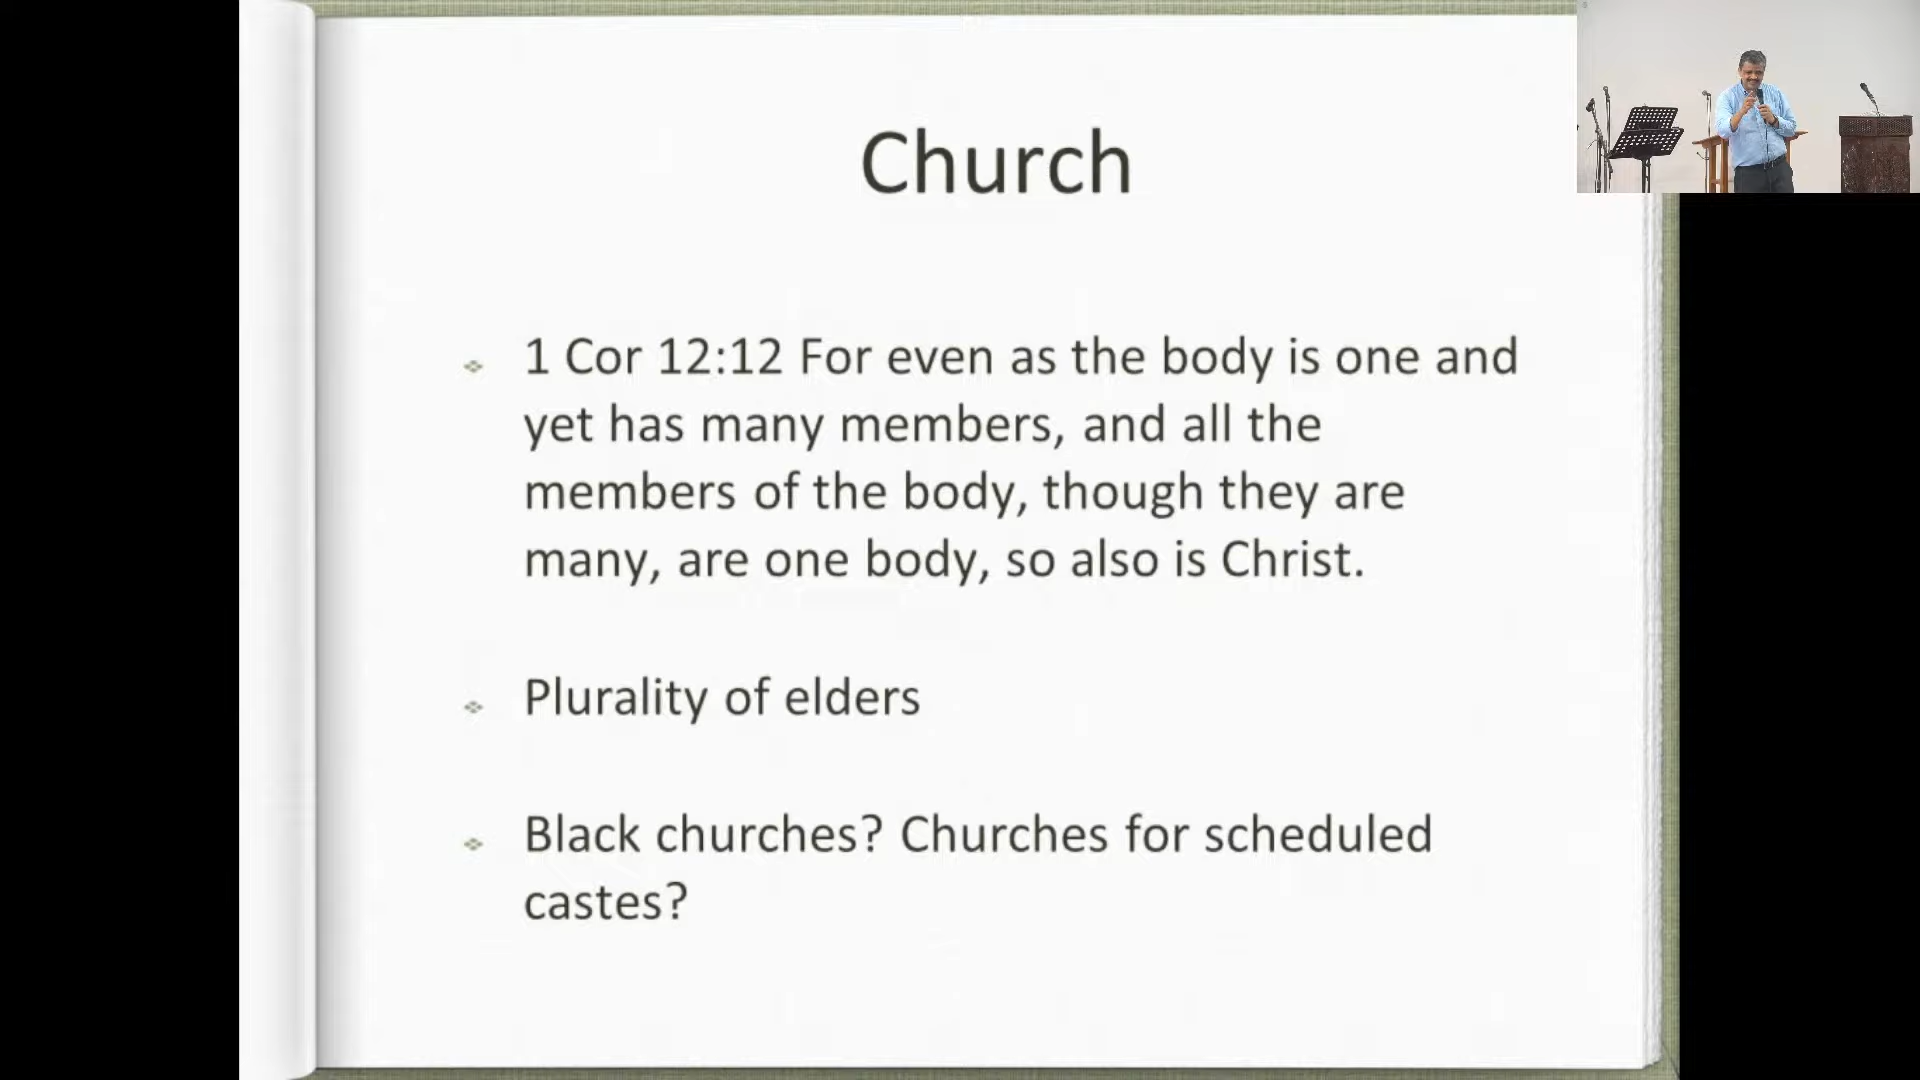 Church
1 Cor 12:12 For even as the body is one and
yet has many members, and all the
members of the body, though they are
many, are one body, so also is Christ.
Plurality of elders
Black churches? Churches for scheduled
castes?